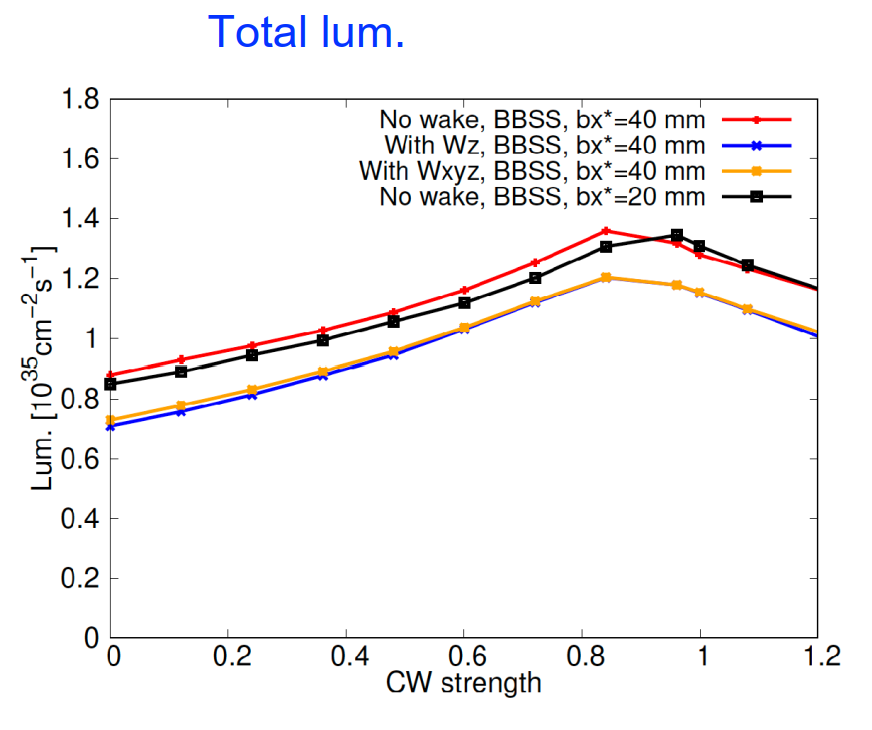 Total lum.
1.8
1.6
1.4
1.2
1
0.8
0.6
0.4
0.2
0
Lum. [10³⁵cm⁻²s⁻¹]
No wake, BBSS, bx*=40 mm
With Wz, BBSS, bx*=40 mm
With Wxyz, BBSS, bx*=40 mm
No wake, BBSS, bx*=20 mm
0 0.2 0.4 0.6 0.8 1 1.2
CW strength